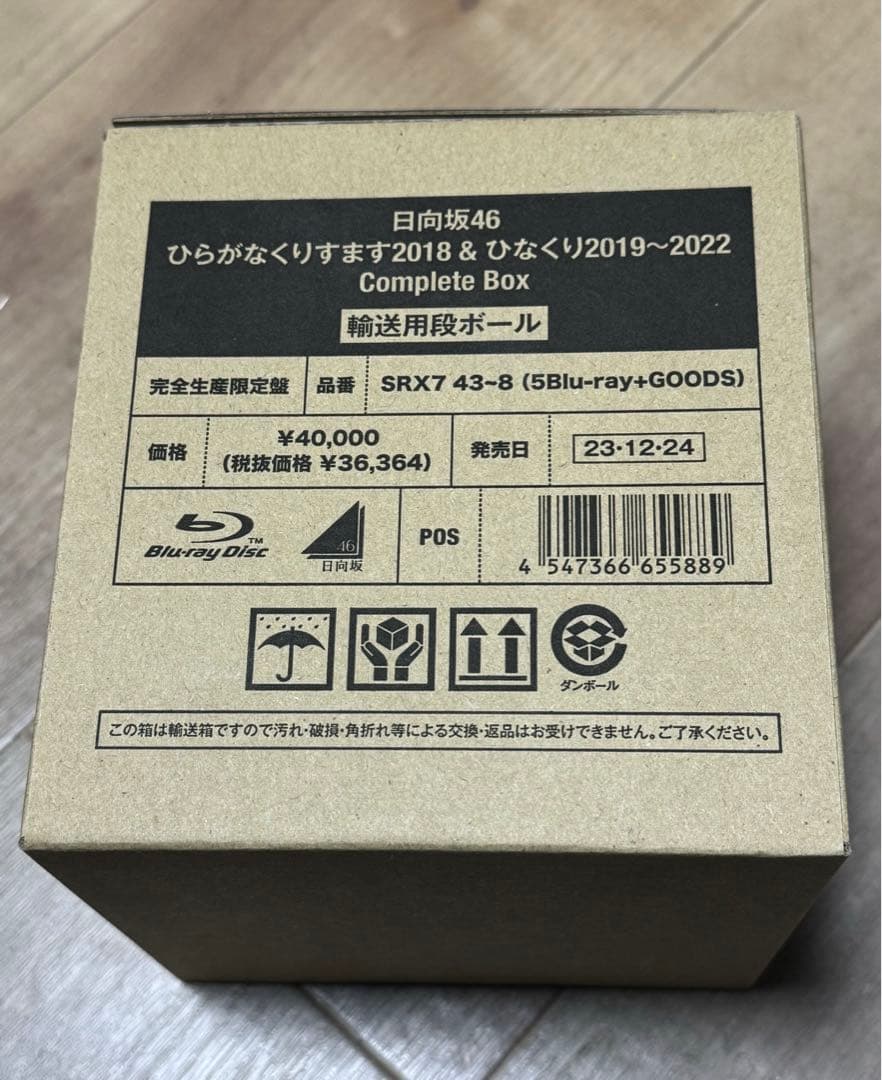 日向坂46
ひらがなくりすます2018 & ひなくり2019～2022
Complete Box
輸送用段ボール
完全生産限定盤 品番 SRX7 43~8 (5Blu-ray+GOODS)
価格 ¥40,000
(税抜価格 ¥36,364)
発売日 23・12・24
Blu-ray Disc TM
46
日向坂
POS
4 547366 655889
ダンボール
この箱は輸送箱ですので汚れ・破損・角折れ等による交換・返品はお受けできません。ご了承ください。